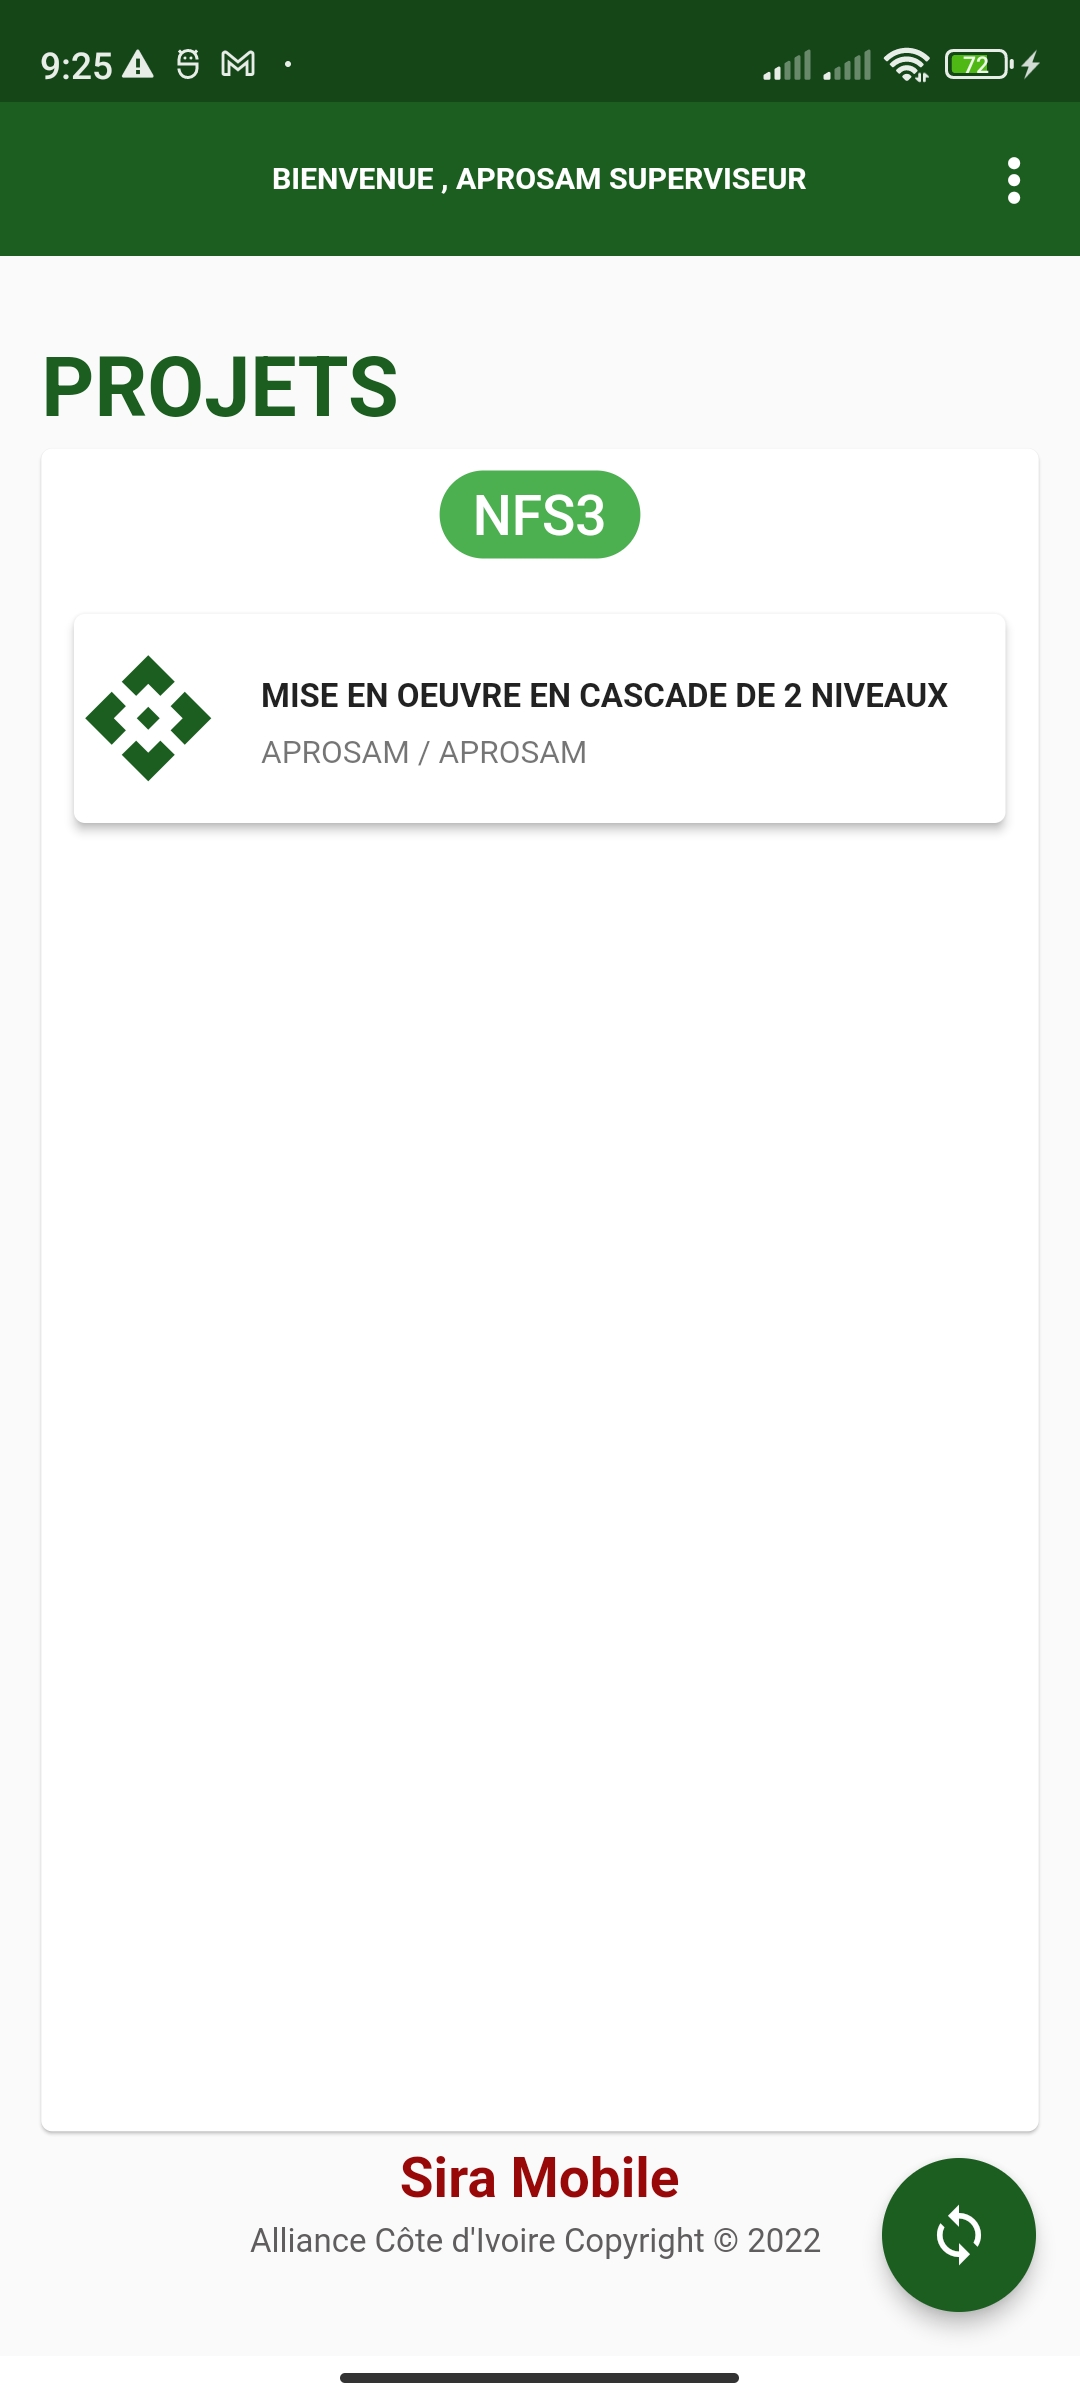 9:25
72
BIENVENUE , APROSAM SUPERVISEUR
PROJETS
NFS3
MISE EN OEUVRE EN CASCADE DE 2 NIVEAUX
APROSAM / APROSAM
Sira Mobile
Alliance Côte d'Ivoire Copyright © 2022